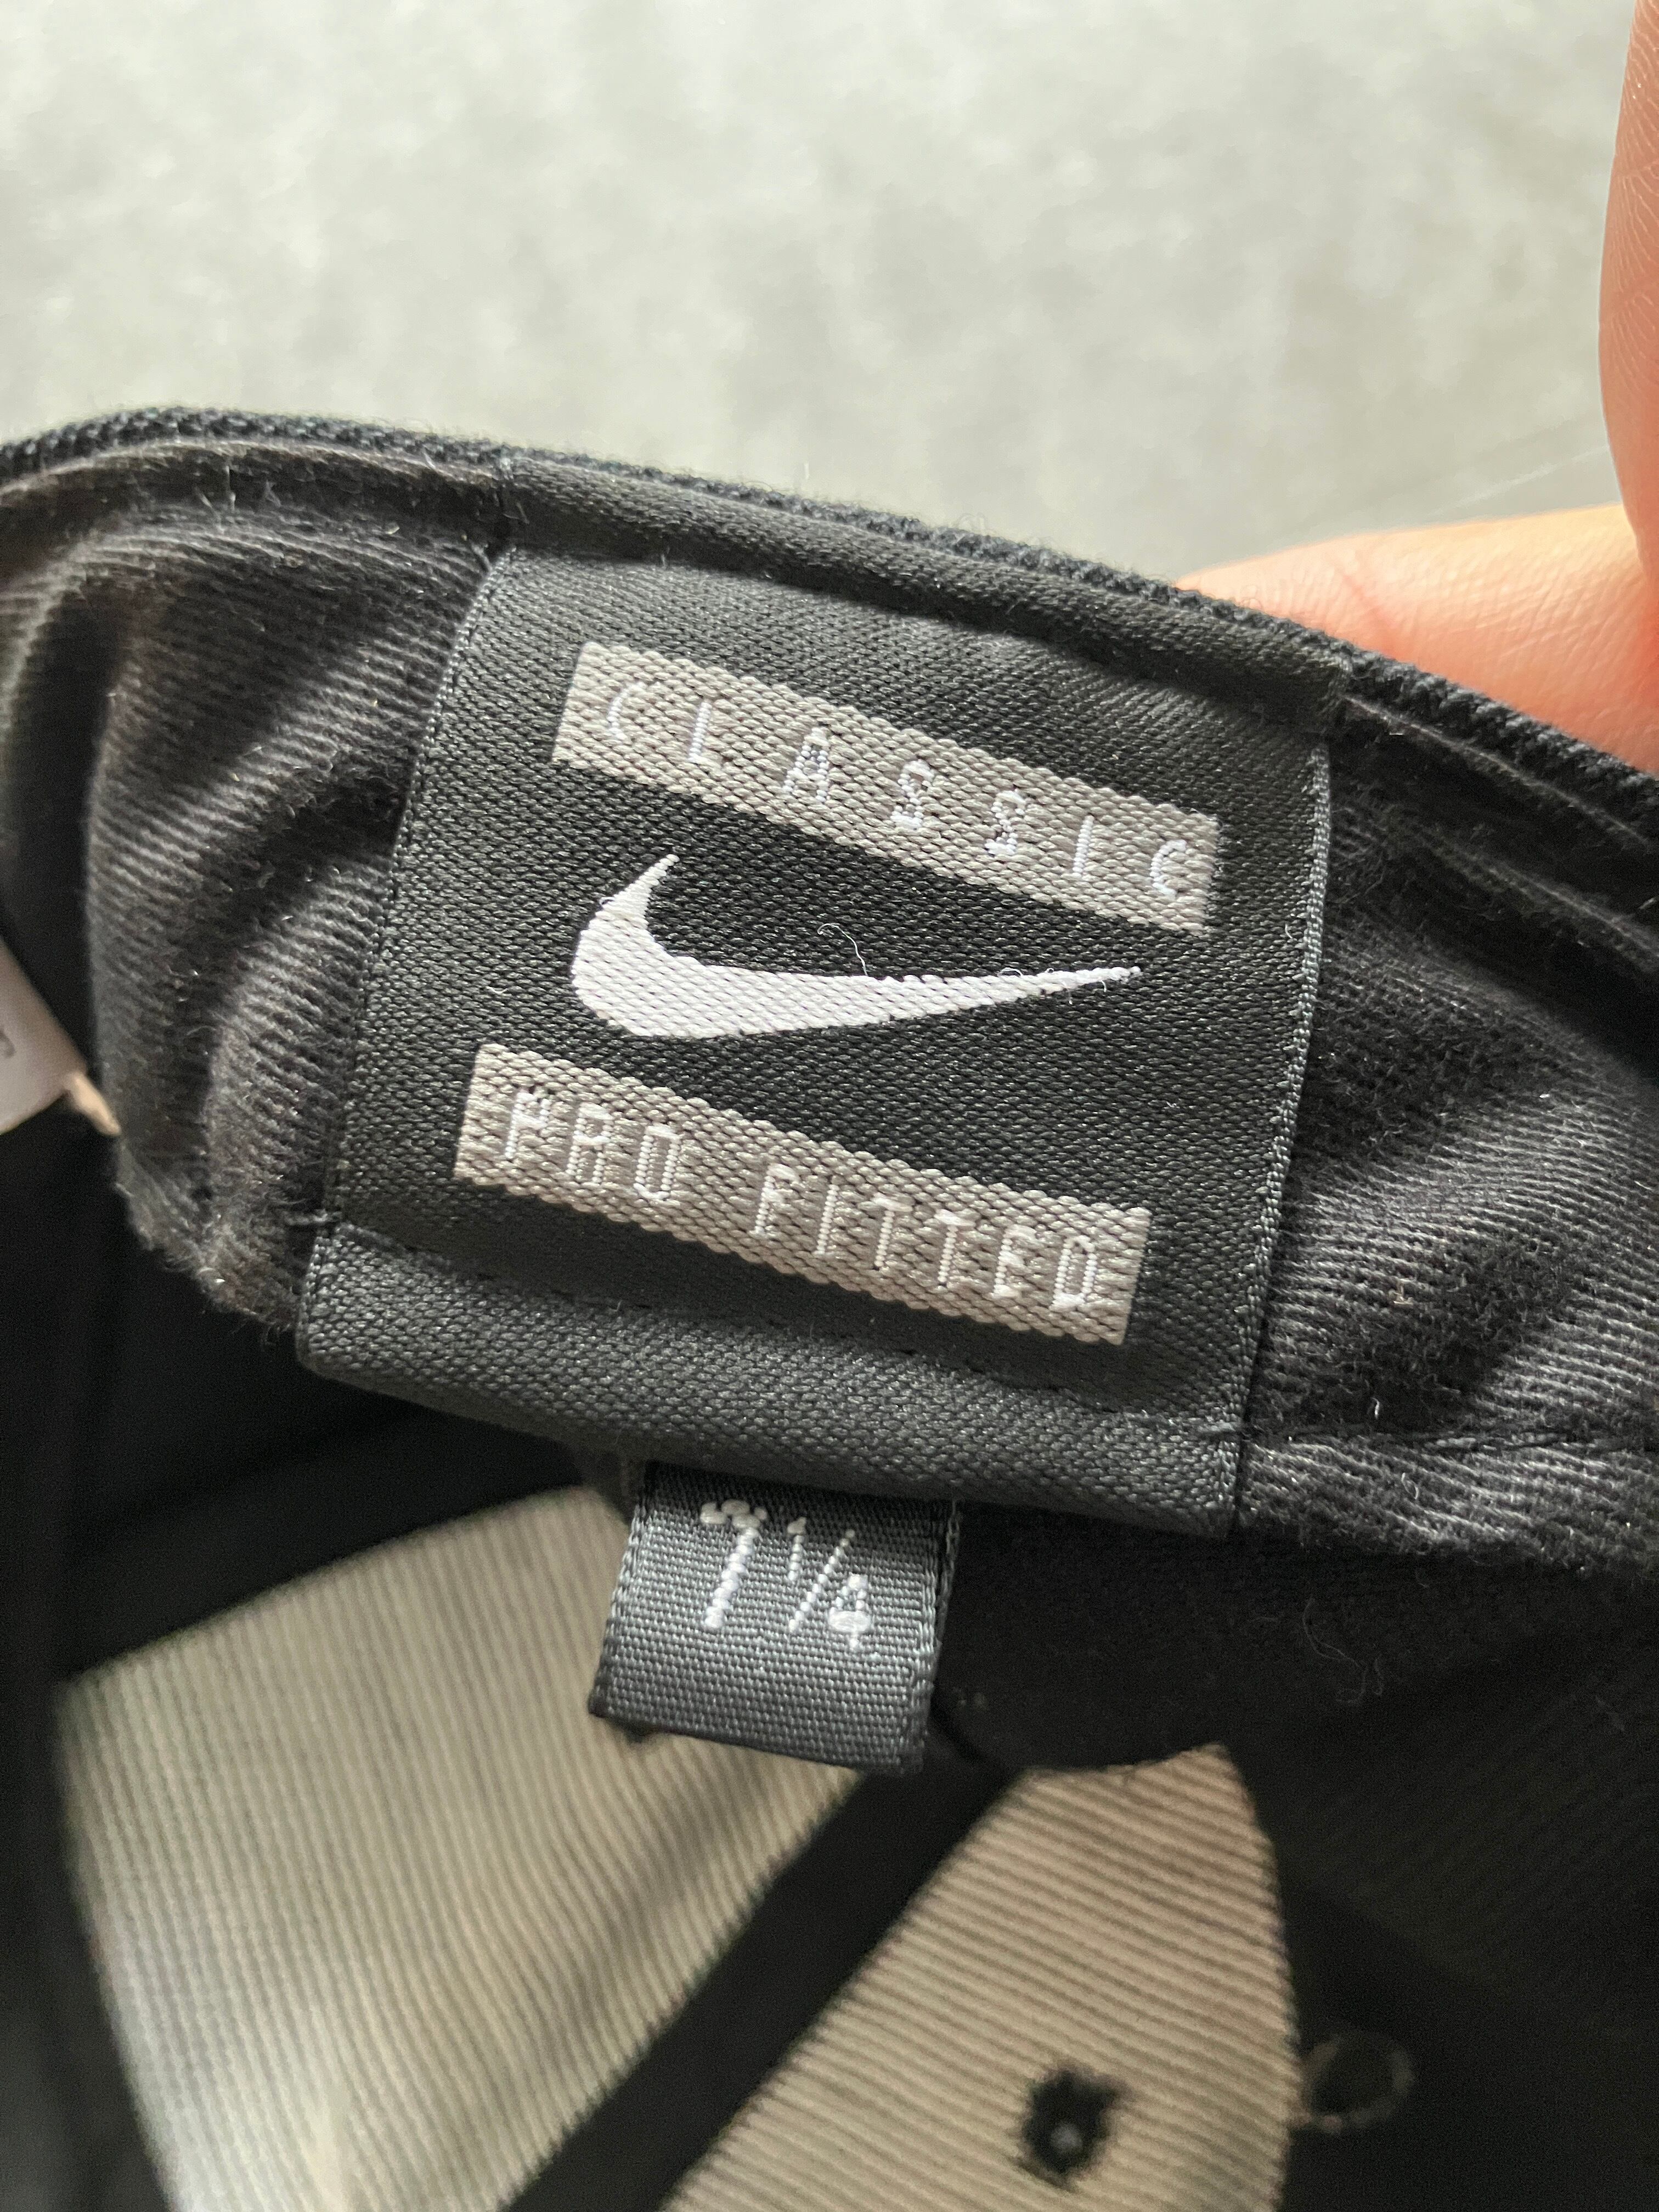 CLASSIC
PRO FITTED
7 1/4